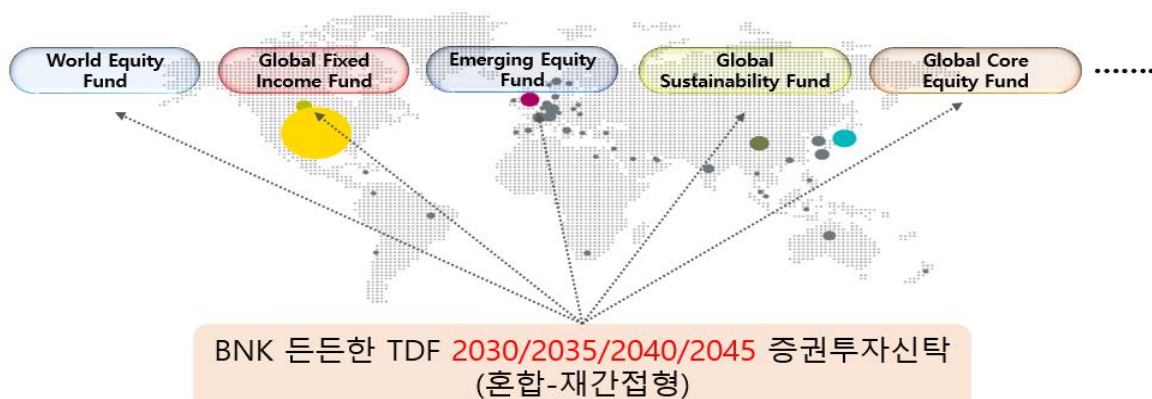 World Equity
Fund
Global Fixed
Income Fund
Emerging Equity
Fund
Global
Sustainability Fund
Global Core
Equity Fund
.......
BNK 든든한 TDF 2030/2035/2040/2045 증권투자신탁
(혼합-재간접형)